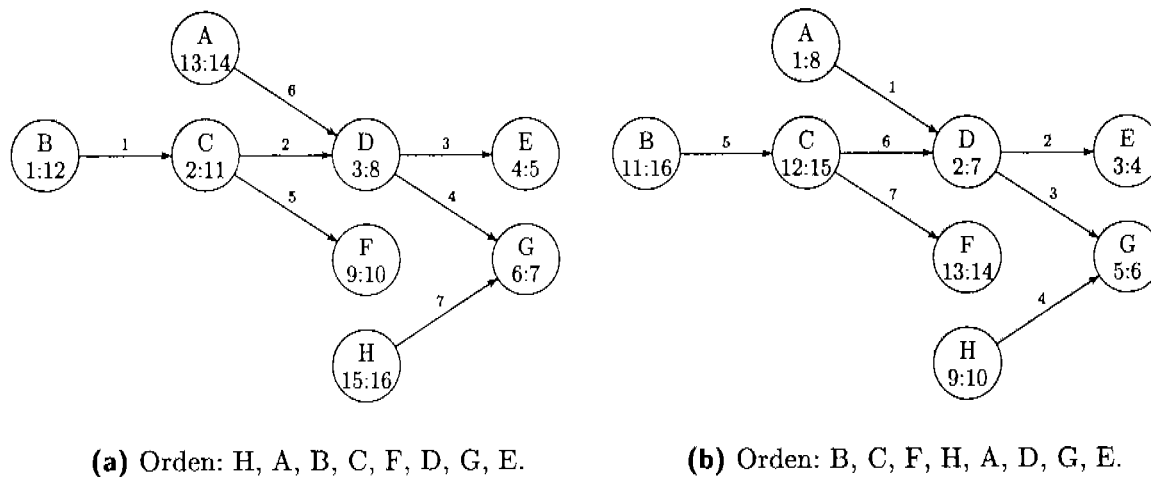 A
13:14
6
B
1:12
1
C
2:11
2
D
3:8
3
E
4:5
5
4
F
9:10
G
6:7
7
H
15:16
(a) Orden: H, A, B, C, F, D, G, E.
A
1:8
1
B
11:16
5
C
12:15
6
D
2:7
2
E
3:4
7
3
F
13:14
G
5:6
4
H
9:10
(b) Orden: B, C, F, H, A, D, G, E.